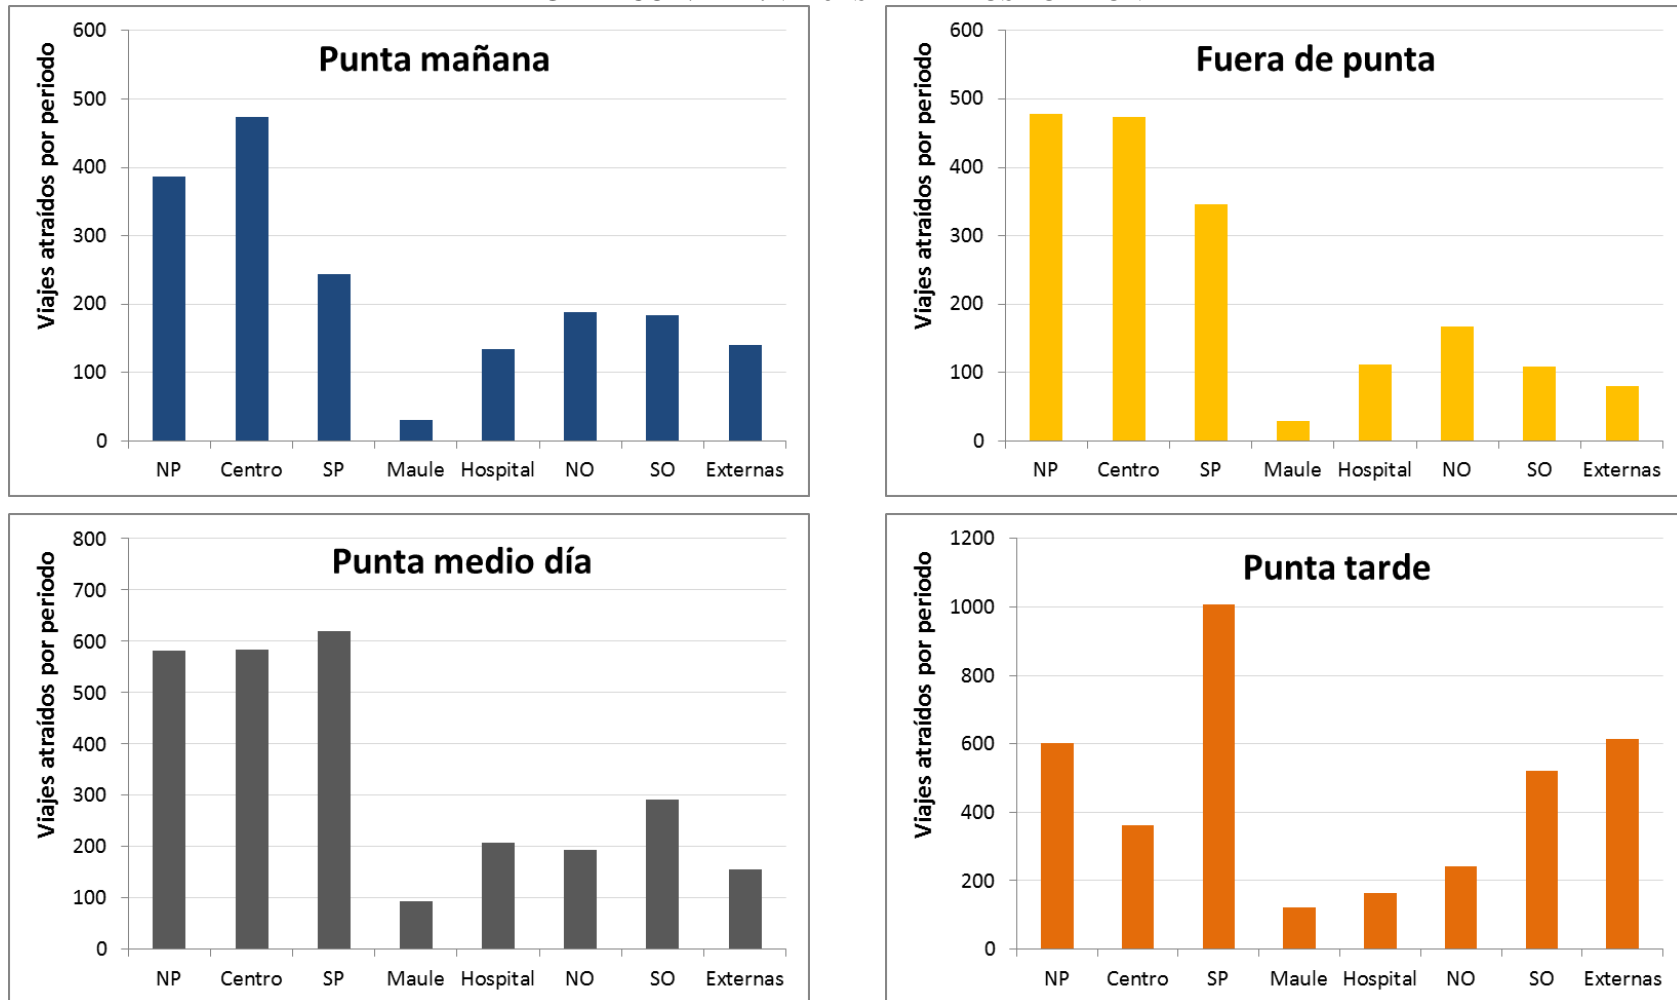 Punta mañana
Viajes atraídos por periodo
600
500
400
300
200
100
0
NP Centro SP Maule Hospital NO SO Externas
Fuera de punta
Viajes atraídos por periodo
600
500
400
300
200
100
0
NP Centro SP Maule Hospital NO SO Externas
Punta medio día
Viajes atraídos por periodo
800
700
600
500
400
300
200
100
0
NP Centro SP Maule Hospital NO SO Externas
Punta tarde
Viajes atraídos por periodo
1200
1000
800
600
400
200
0
NP Centro SP Maule Hospital NO SO Externas